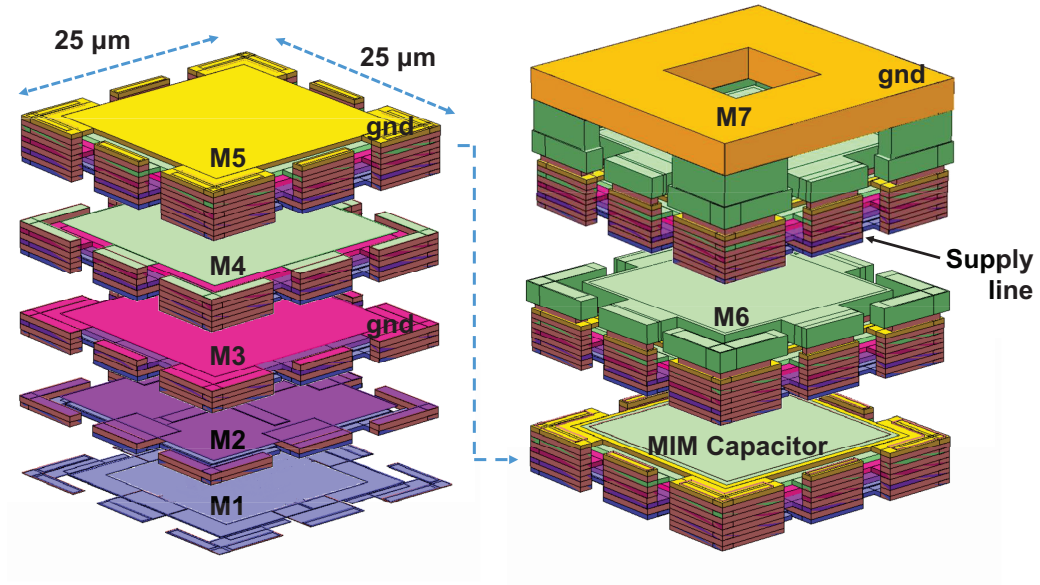 25 µm
25 µm
gnd
M5
M4
gnd
M3
M2
M1
gnd
M7
Supply
line
M6
MIM Capacitor